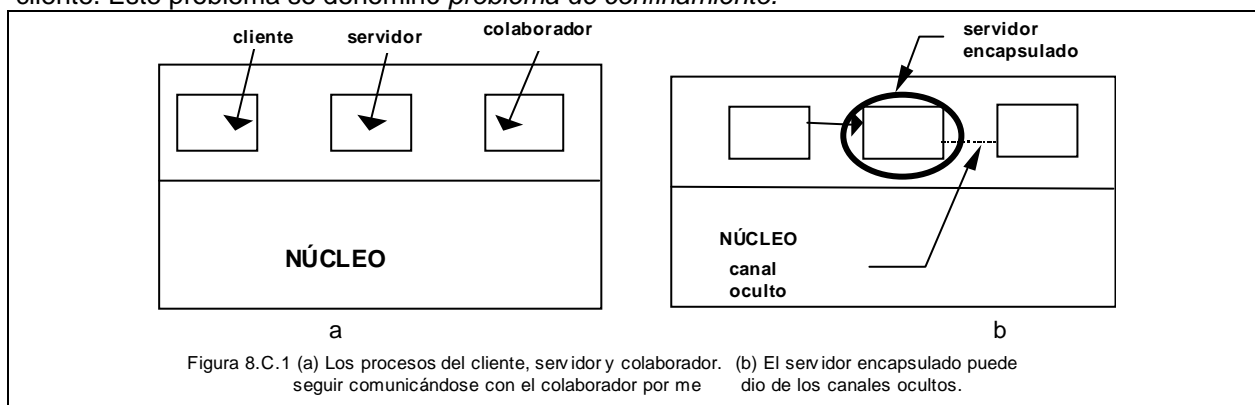 cliente. Este problema se denominó problema de confinamiento.
cliente servidor colaborador
servidor
encapsulado
NÚCLEO
NÚCLEO
canal
oculto
a b
Figura 8.C.1 (a) Los procesos del cliente, servidor y colaborador. (b) El servidor encapsulado puede
seguir comunicándose con el colaborador por me dio de los canales ocultos.